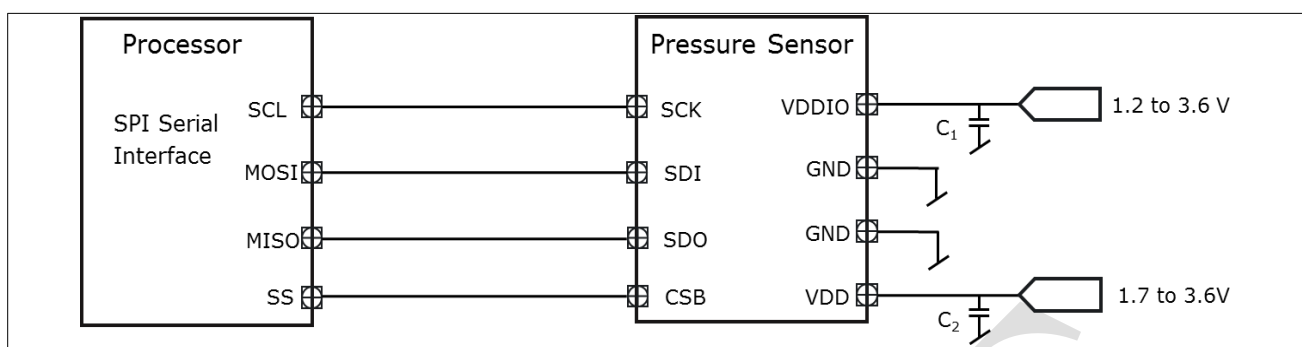 Processor
SPI Serial
Interface
SCL
MOSI
MISO
SS
Pressure Sensor
SCK
SDI
SDO
CSB
VDDIO
GND
GND
VDD
C₁
1.2 to 3.6 V
C₂
1.7 to 3.6V